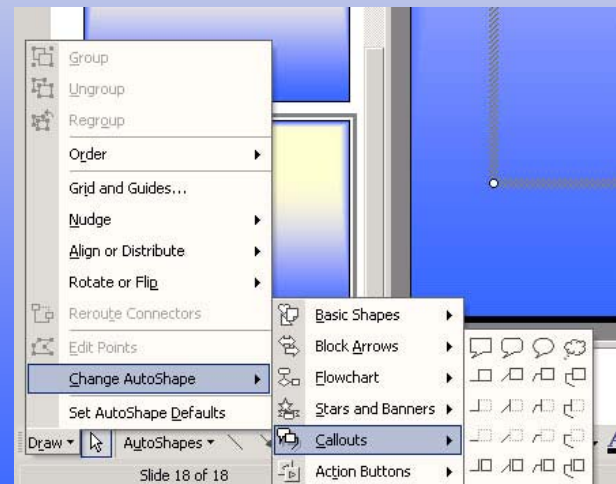 Group
Ungroup
Regroup
Order
Grid and Guides...
Nudge
Align or Distribute
Rotate or Flip
Reroute Connectors
Edit Points
Change AutoShape
Set AutoShape Defaults
Basic Shapes
Block Arrows
Flowchart
Stars and Banners
Callouts
Action Buttons
Draw AutoShapes
Slide 18 of 18